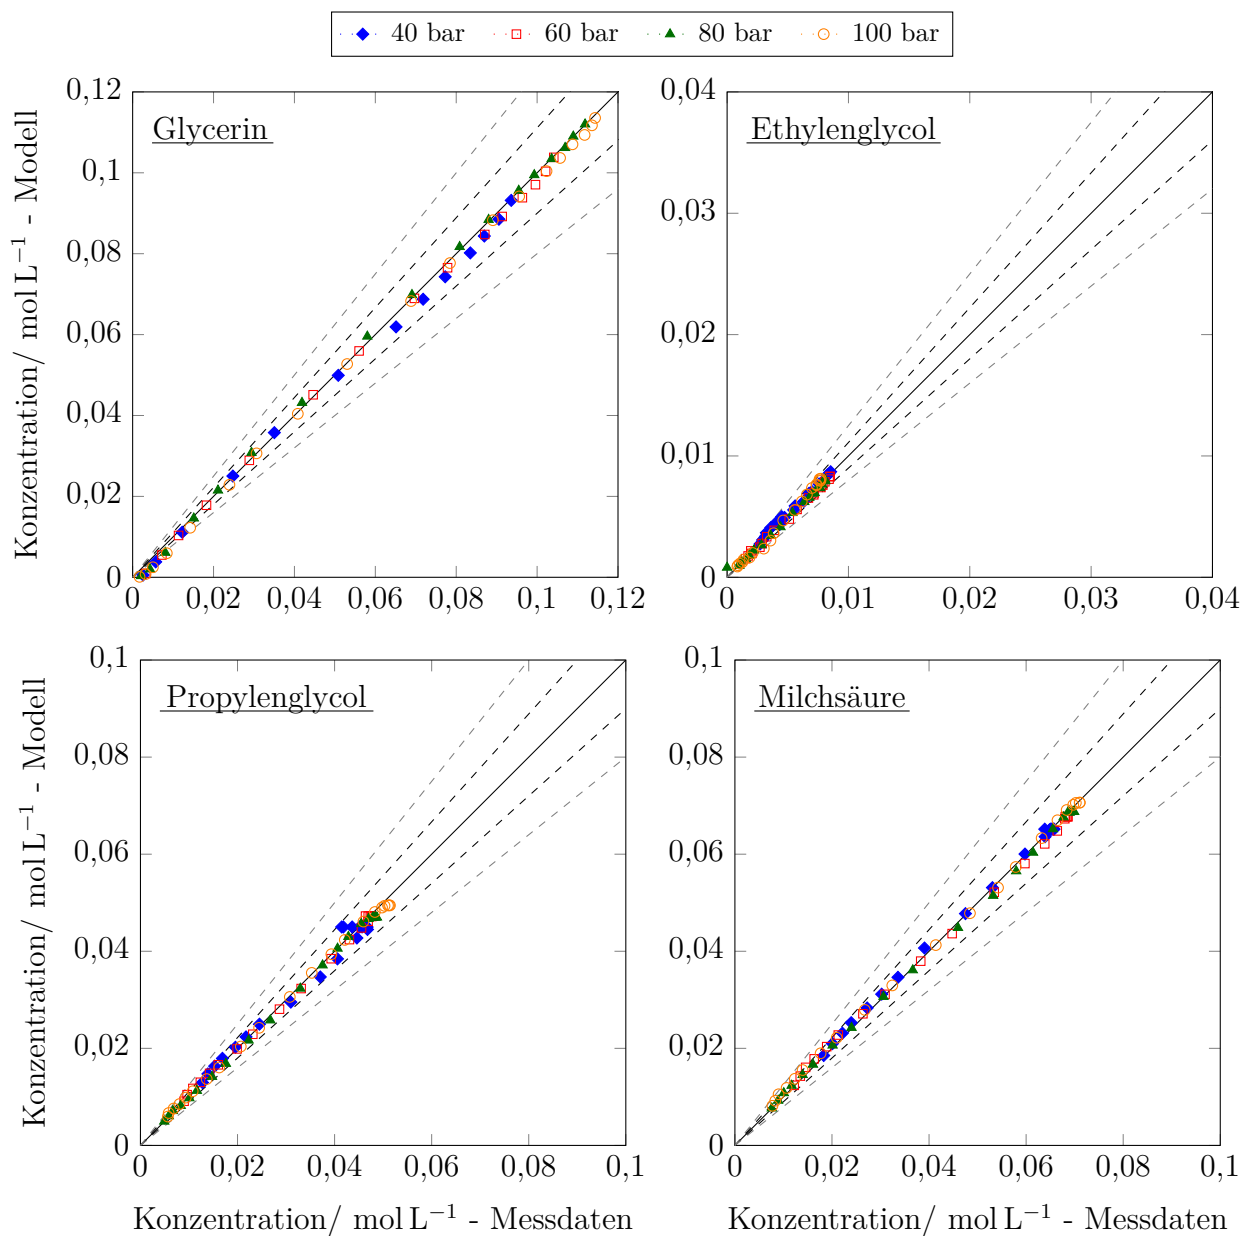 40 bar 60 bar 80 bar 100 bar
Konzentration/ mol L⁻¹ - Modell
0,12
0,1
0,08
0,06
0,04
0,02
0
Glycerin
0 0,02 0,04 0,06 0,08 0,1 0,12
0,04
0,03
0,02
0,01
0
Ethylenglycol
0 0,01 0,02 0,03 0,04
Konzentration/ mol L⁻¹ - Modell
0,1
0,08
0,06
0,04
0,02
0
Propylenglycol
0 0,02 0,04 0,06 0,08 0,1
Konzentration/ mol L⁻¹ - Messdaten
0,1
0,08
0,06
0,04
0,02
0
Milchsäure
0 0,02 0,04 0,06 0,08 0,1
Konzentration/ mol L⁻¹ - Messdaten